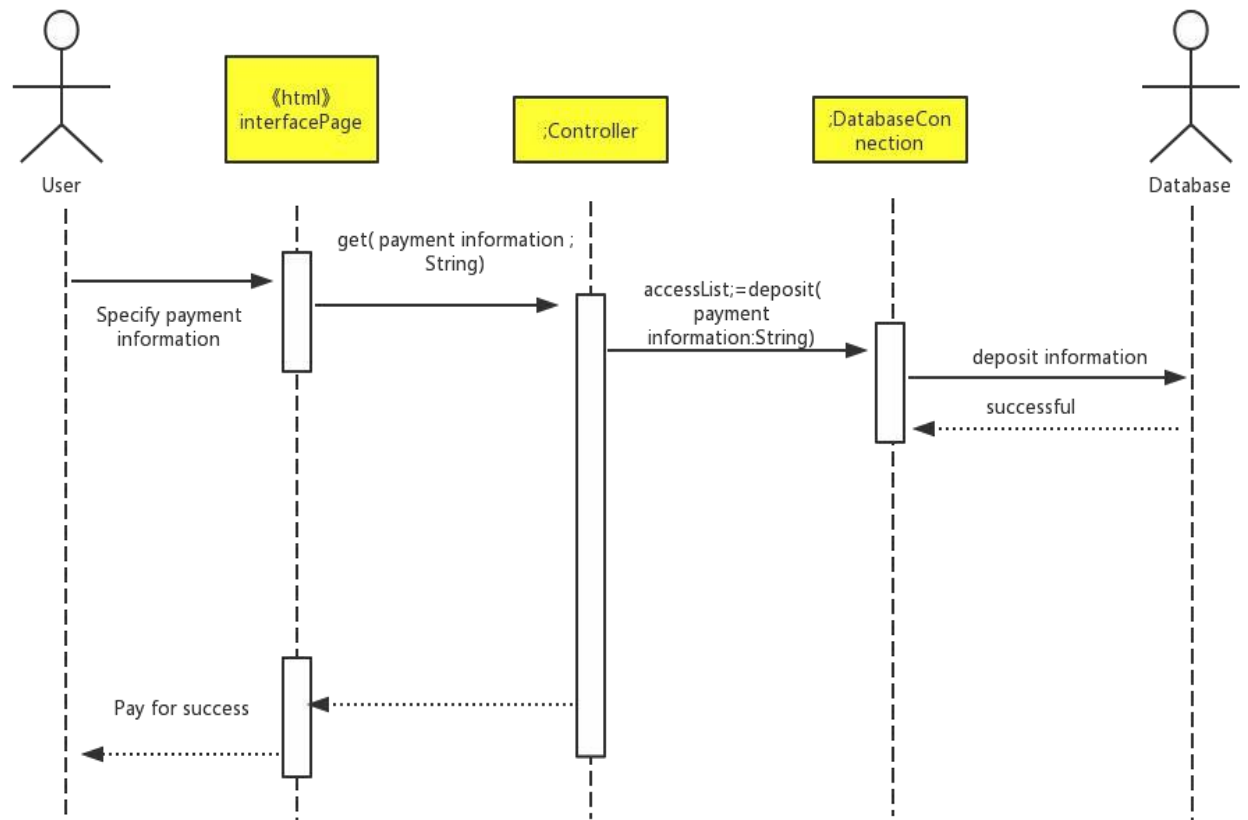 《html》
interfacePage
;Controller
;DatabaseCon
nection
User
Database
get( payment information ;
String)
Specify payment
information
accessList;=deposit(
payment
information:String)
deposit information
successful
Pay for success